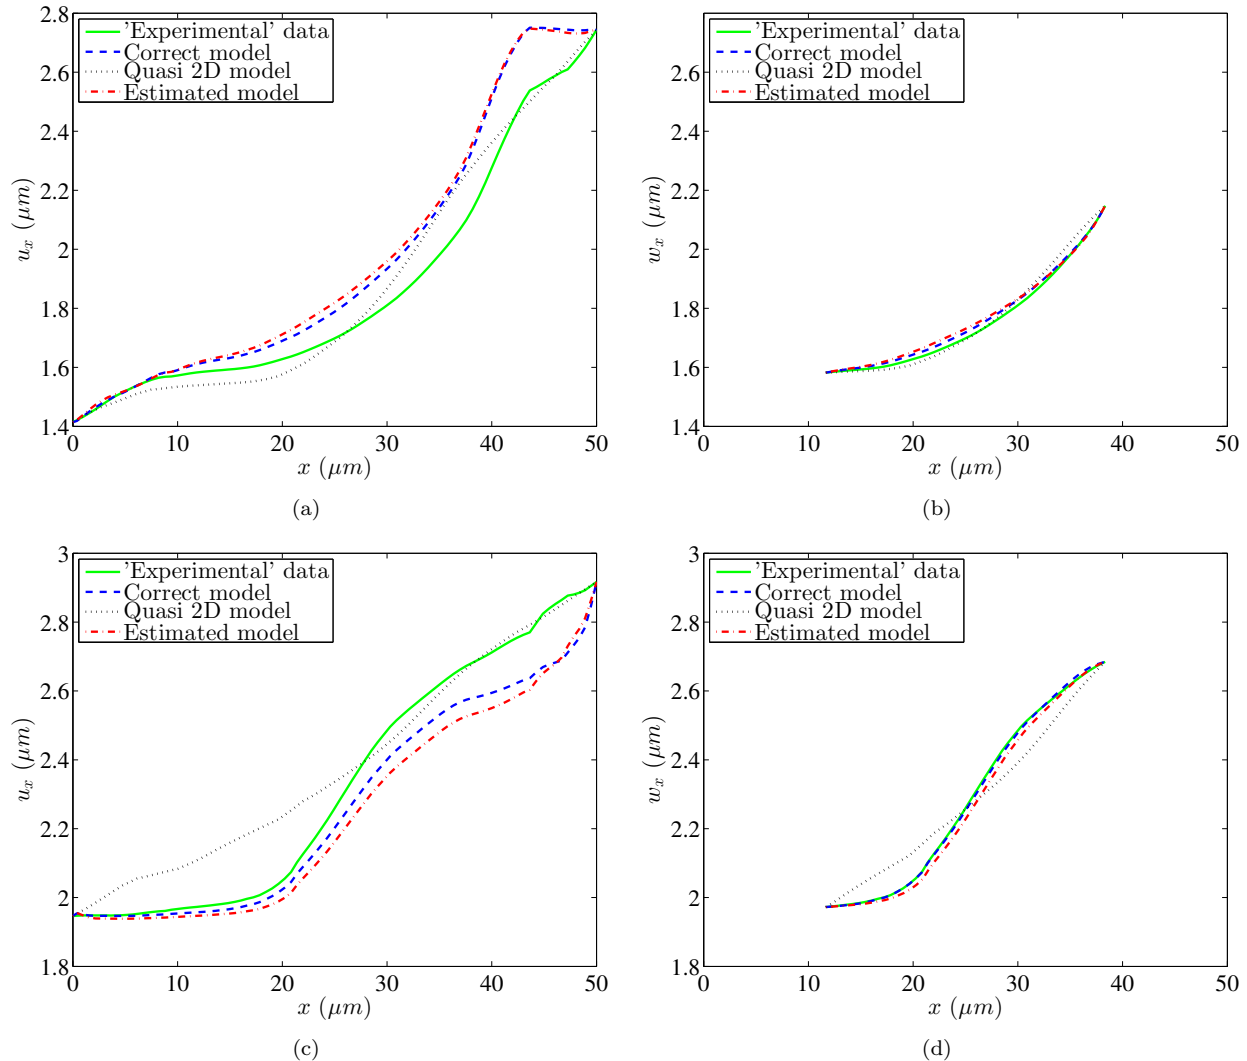 2.8
2.6
2.4
2.2
2
1.8
1.6
1.4
u_x (μm)
'Experimental' data
Correct model
Quasi 2D model
Estimated model
0 10 20 30 40 50
x (μm)
(a)
2.8
2.6
2.4
2.2
2
1.8
1.6
1.4
w_x (μm)
'Experimental' data
Correct model
Quasi 2D model
Estimated model
0 10 20 30 40 50
x (μm)
(b)
3
2.8
2.6
2.4
2.2
2
1.8
u_x (μm)
'Experimental' data
Correct model
Quasi 2D model
Estimated model
0 10 20 30 40 50
x (μm)
(c)
3
2.8
2.6
2.4
2.2
2
1.8
w_x (μm)
'Experimental' data
Correct model
Quasi 2D model
Estimated model
0 10 20 30 40 50
x (μm)
(d)